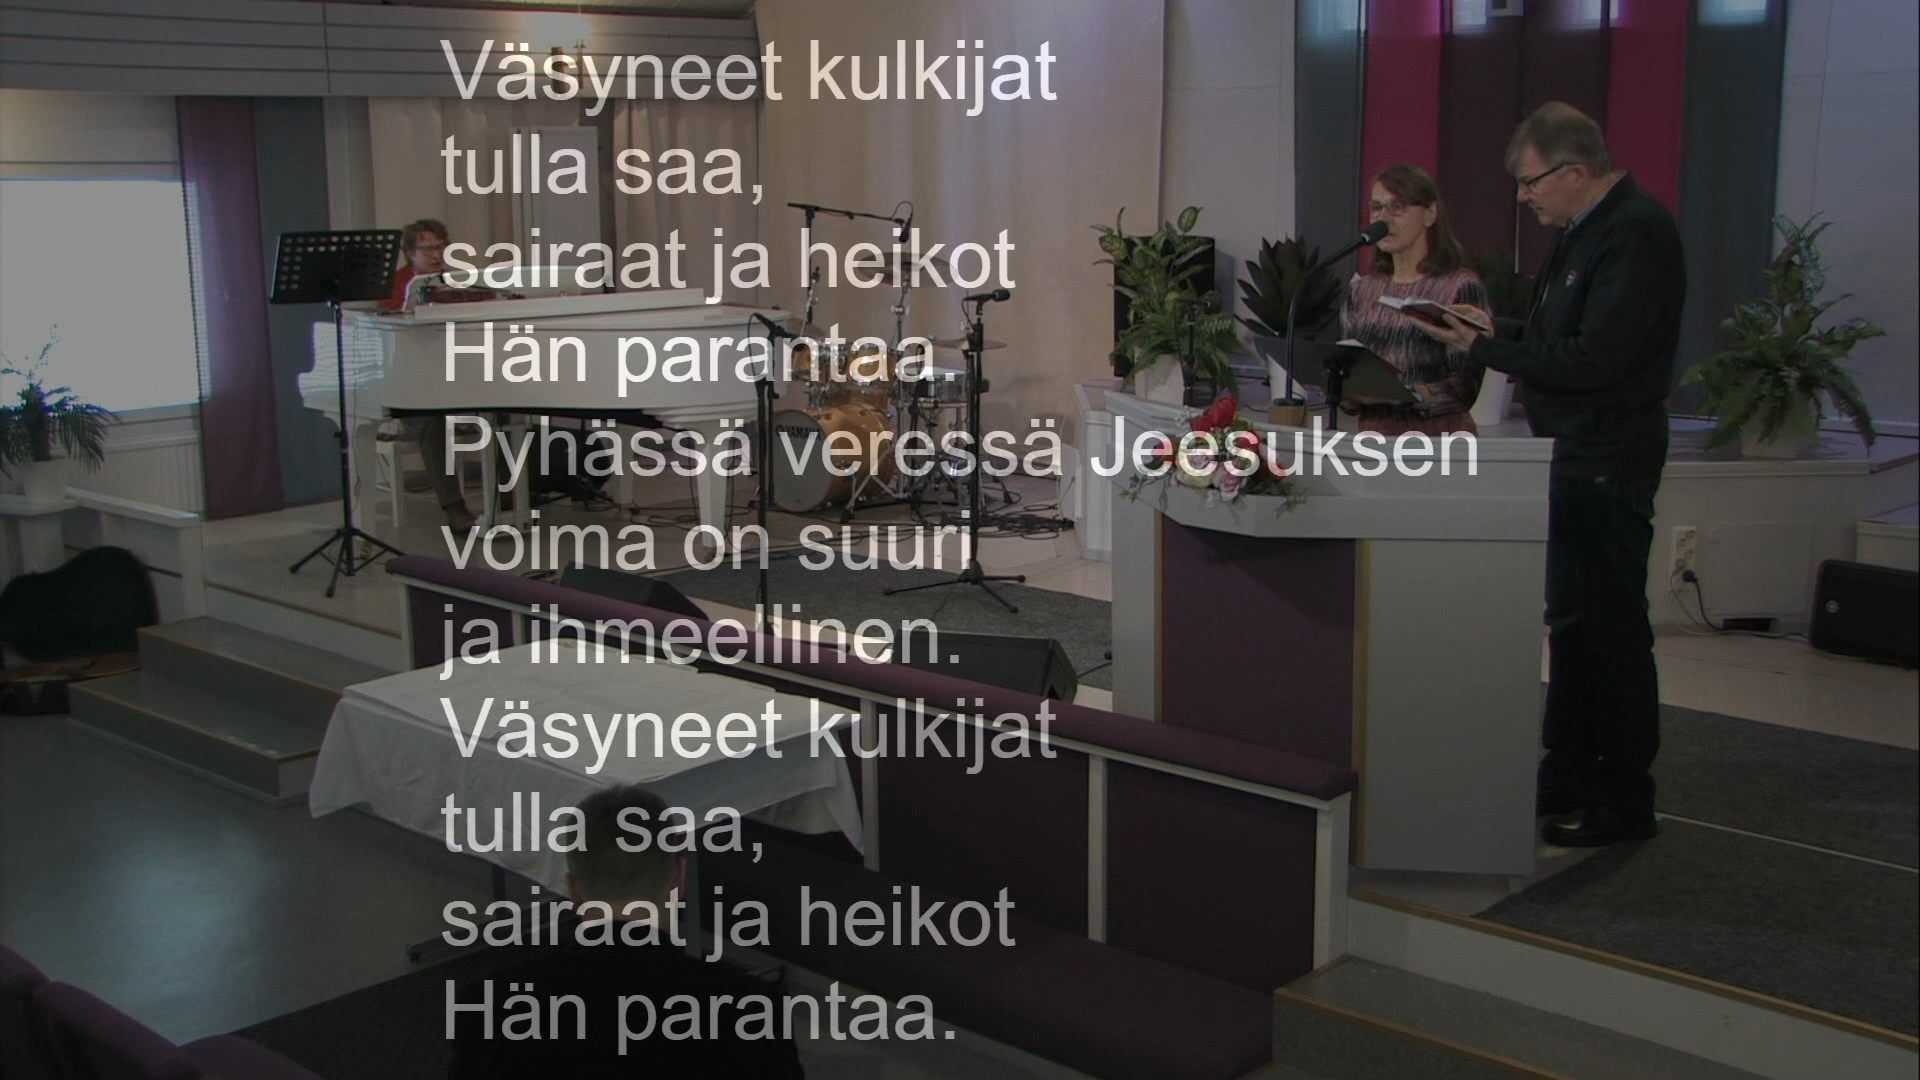 Väsyneet kulkijat
tulla saa,
sairaat ja heikot
Hän parantaa.
Pyhässä veressä Jeesuksen
voima on suuri
ja ihmeellinen.
Väsyneet kulkijat
tulla saa,
sairaat ja heikot
Hän parantaa.
YAMAHA